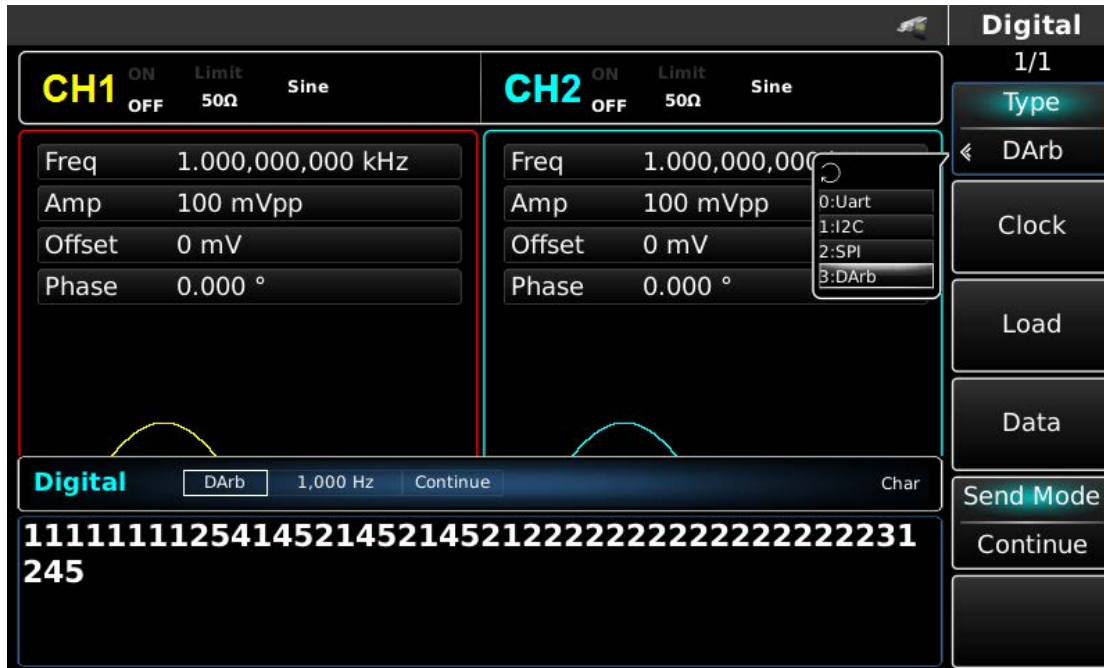 Digital
1/1
CH1 ON OFF Limit 50Ω Sine
CH2 ON OFF Limit 50Ω Sine
Type
DArb
Freq 1.000,000,000 kHz
Amp 100 mVpp
Offset 0 mV
Phase 0.000 °
Freq 1.000,000,000
Amp 100 mVpp
Offset 0 mV
Phase 0.000 °
0:Uart
1:I2C
2:SPI
3:DArb
Clock
Load
Data
Send Mode
Continue
Digital DArb 1,000 Hz Continue Char